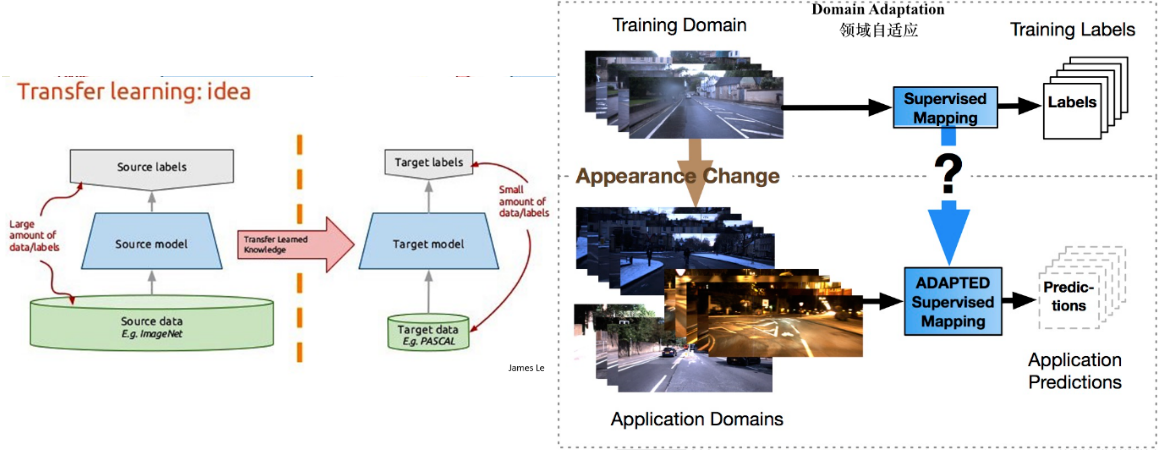 Transfer learning: idea
Source labels
Large
amount of
data/labels
Source model
Source data
E.g. ImageNet
Transfer Learned
Knowledge
Target labels
Small
amount of
data/labels
Target model
Target data
E.g. PASCAL
James Le
Domain Adaptation
领域自适应
Training Domain
Training Labels
Supervised
Mapping
Labels
?
Appearance Change
ADAPTED
Supervised
Mapping
Predic-
tions
Application
Predictions
Application Domains